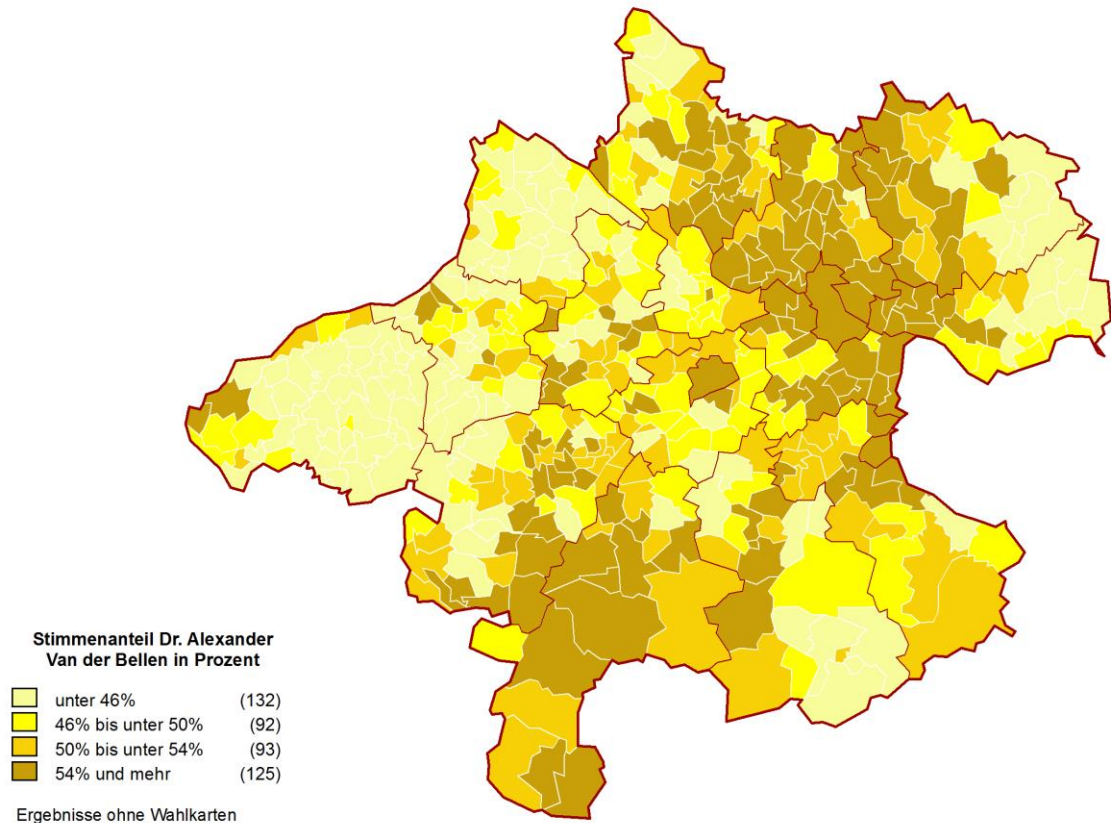 Stimmenanteil Dr. Alexander
Van der Bellen in Prozent
unter 46% (132)
46% bis unter 50% (92)
50% bis unter 54% (93)
54% und mehr (125)
Ergebnisse ohne Wahlkarten